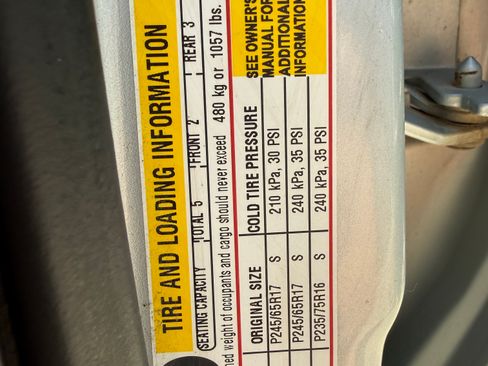 TIRE AND LOADING INFORMATION
SEATING CAPACITY TOTAL 5 FRONT 2 REAR 3
weight of occupants and cargo should never exceed 480 kg or 1057 lbs.
ORIGINAL SIZE COLD TIRE PRESSURE SEE OWNER'S
MANUAL FOR
ADDITIONAL
INFORMATION
P245/65R17 S 210 kPa, 30 PSI
P245/65R17 S 240 kPa, 35 PSI
P235/75R16 S 240 kPa, 35 PSI